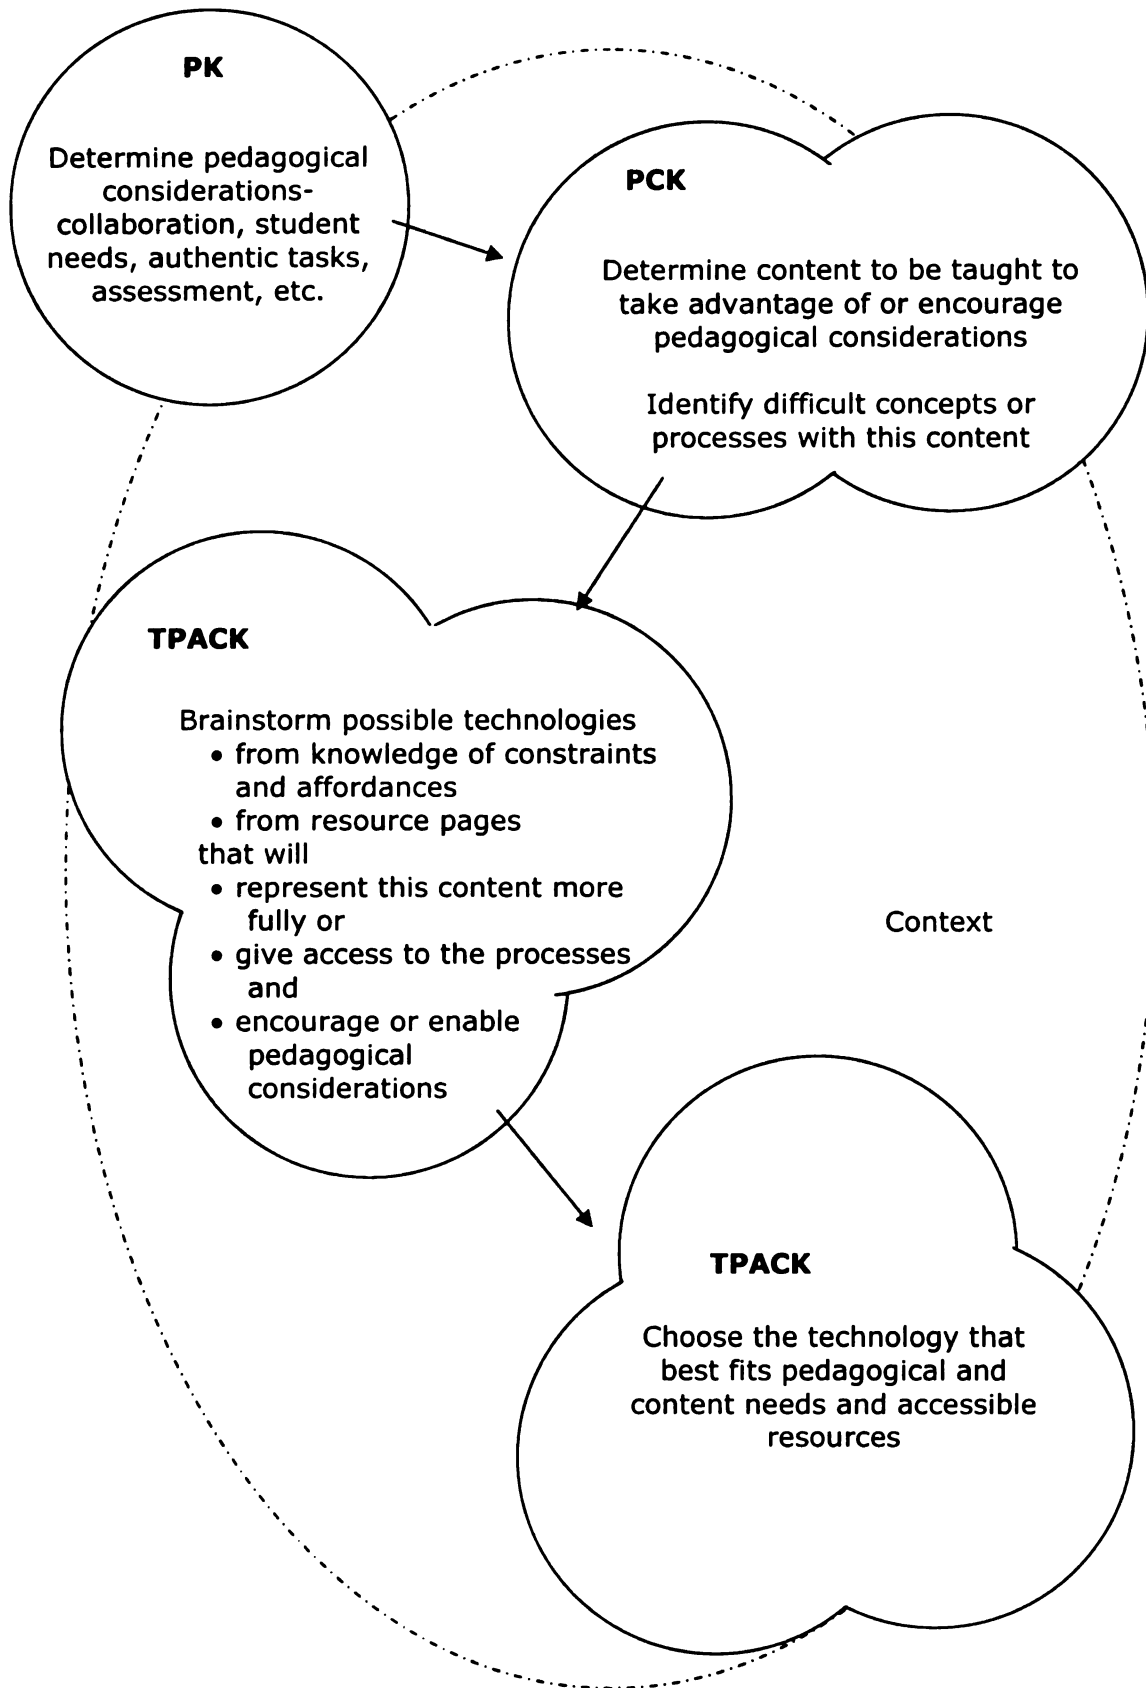 PK
Determine pedagogical
considerations-
collaboration, student
needs, authentic tasks,
assessment, etc.
PCK
Determine content to be taught to
take advantage of or encourage
pedagogical considerations
Identify difficult concepts or
processes with this content
TPACK
Brainstorm possible technologies
• from knowledge of constraints
and affordances
• from resource pages
that will
• represent this content more
fully or
• give access to the processes
and
• encourage or enable
pedagogical
considerations
Context
TPACK
Choose the technology that
best fits pedagogical and
content needs and accessible
resources